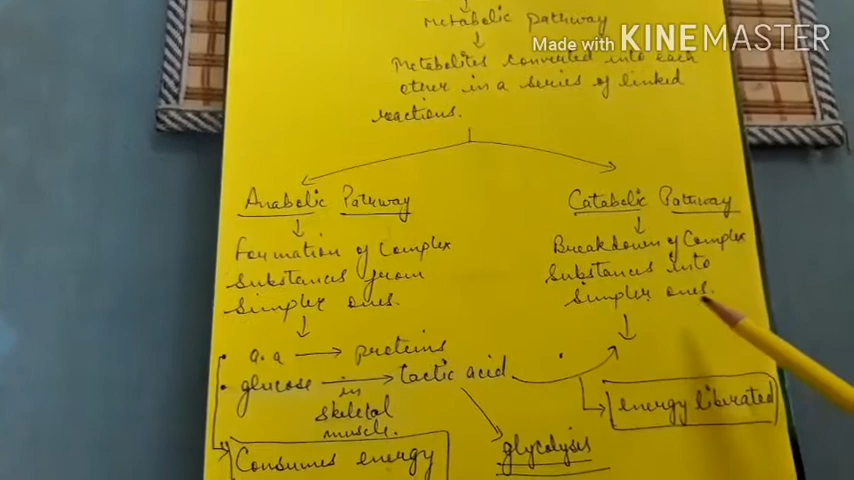 Metabolic pathway
Made with KINEMASTER
Metabolites converted into each
other in a series of linked
reactions.
Anabolic Pathway
Catabolic Pathway
Formation of Complex
Substances from
Simpler ones.
Breakdown of Complex
Substances into
Simpler ones.
a.a → proteins
glucose → lactic acid
in
skeletal
muscle.
energy liberated
Consumes energy
glycolysis